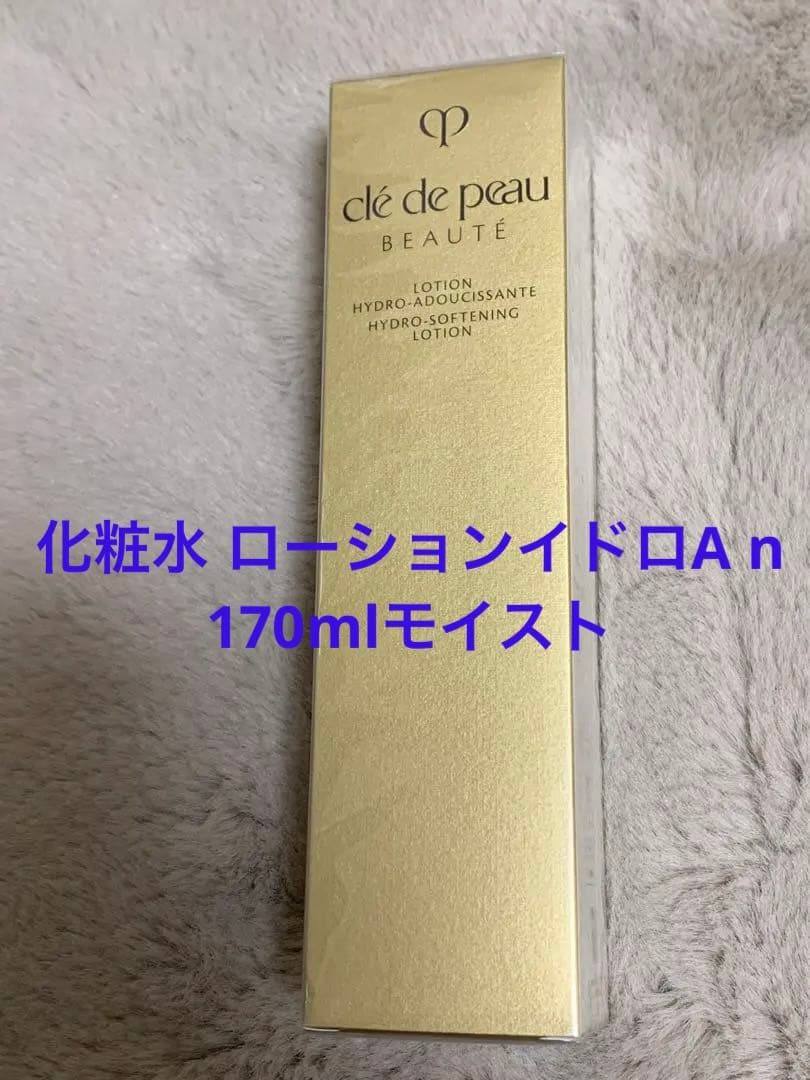 clé de peau
BEAUTÉ
LOTION
HYDRO-ADOUCISSANTE
HYDRO-SOFTENING
LOTION
化粧水 ローションイドロA n
170mlモイスト